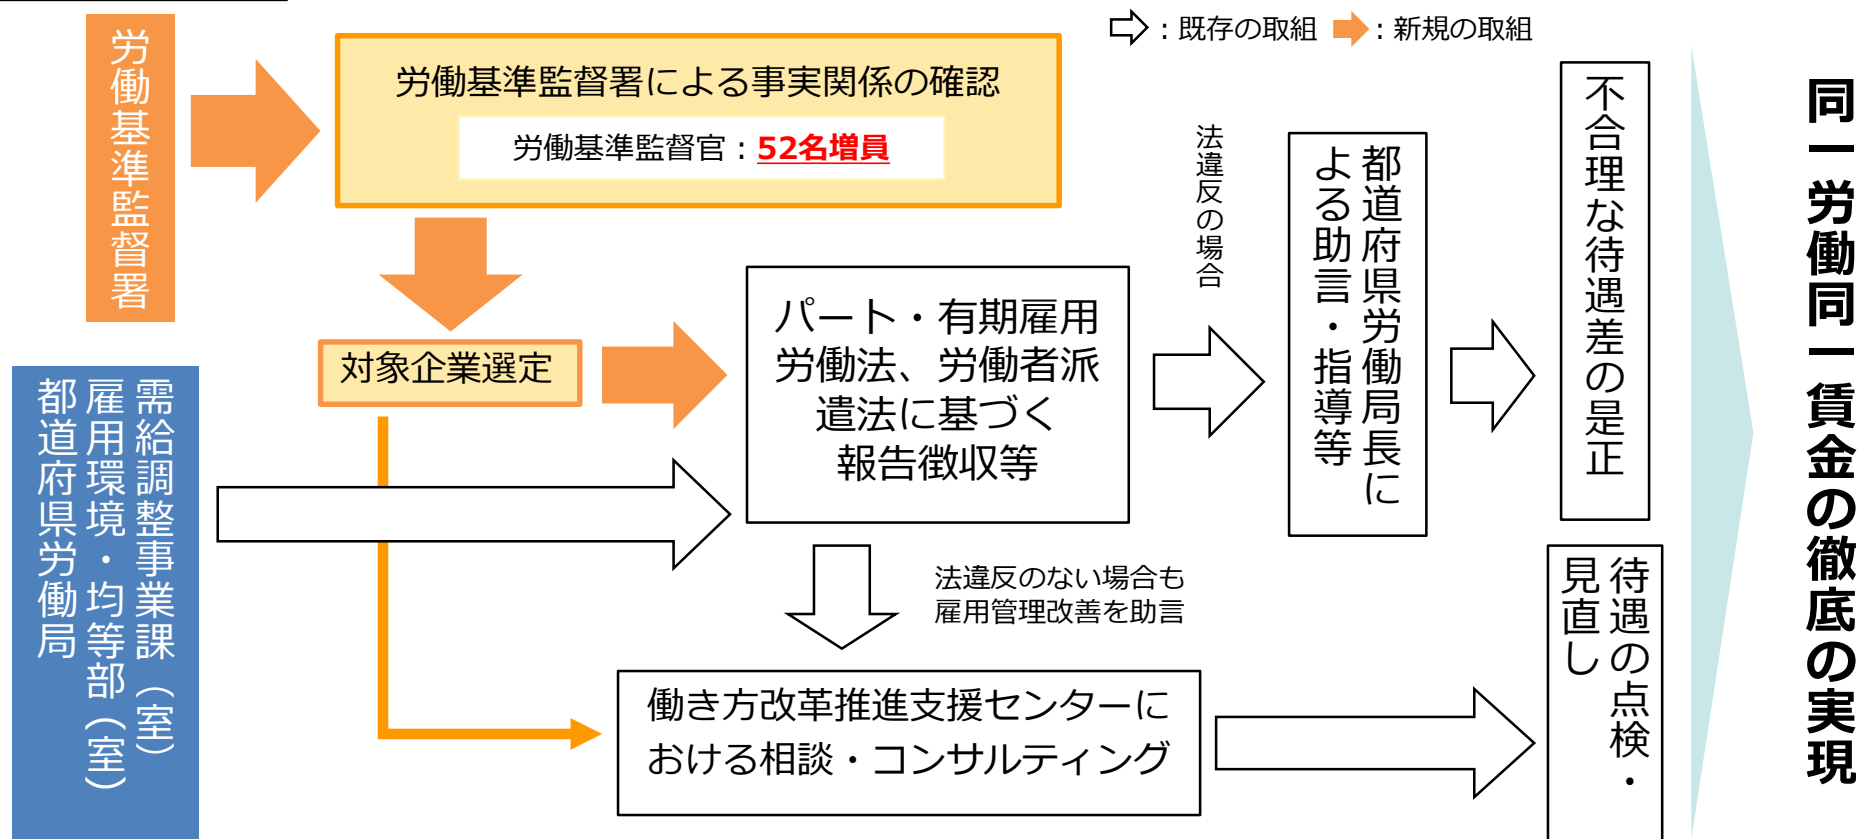 ：既存の取組
：新規の取組
労働基準監督署
労働基準監督署による事実関係の確認
労働基準監督官：52名増員
対象企業選定
都道府県労働局
雇用環境・均等部（室）
需給調整事業課（室）
パート・有期雇用
労働法、労働者派
遣法に基づく
報告徴収等
法違反の場合
都道府県労働局長に
よる助言・指導等
不合理な待遇差の是正
法違反のない場合も
雇用管理改善を助言
働き方改革推進支援センターに
おける相談・コンサルティング
待遇の点検・
見直し
同一労働同一賃金の徹底の実現